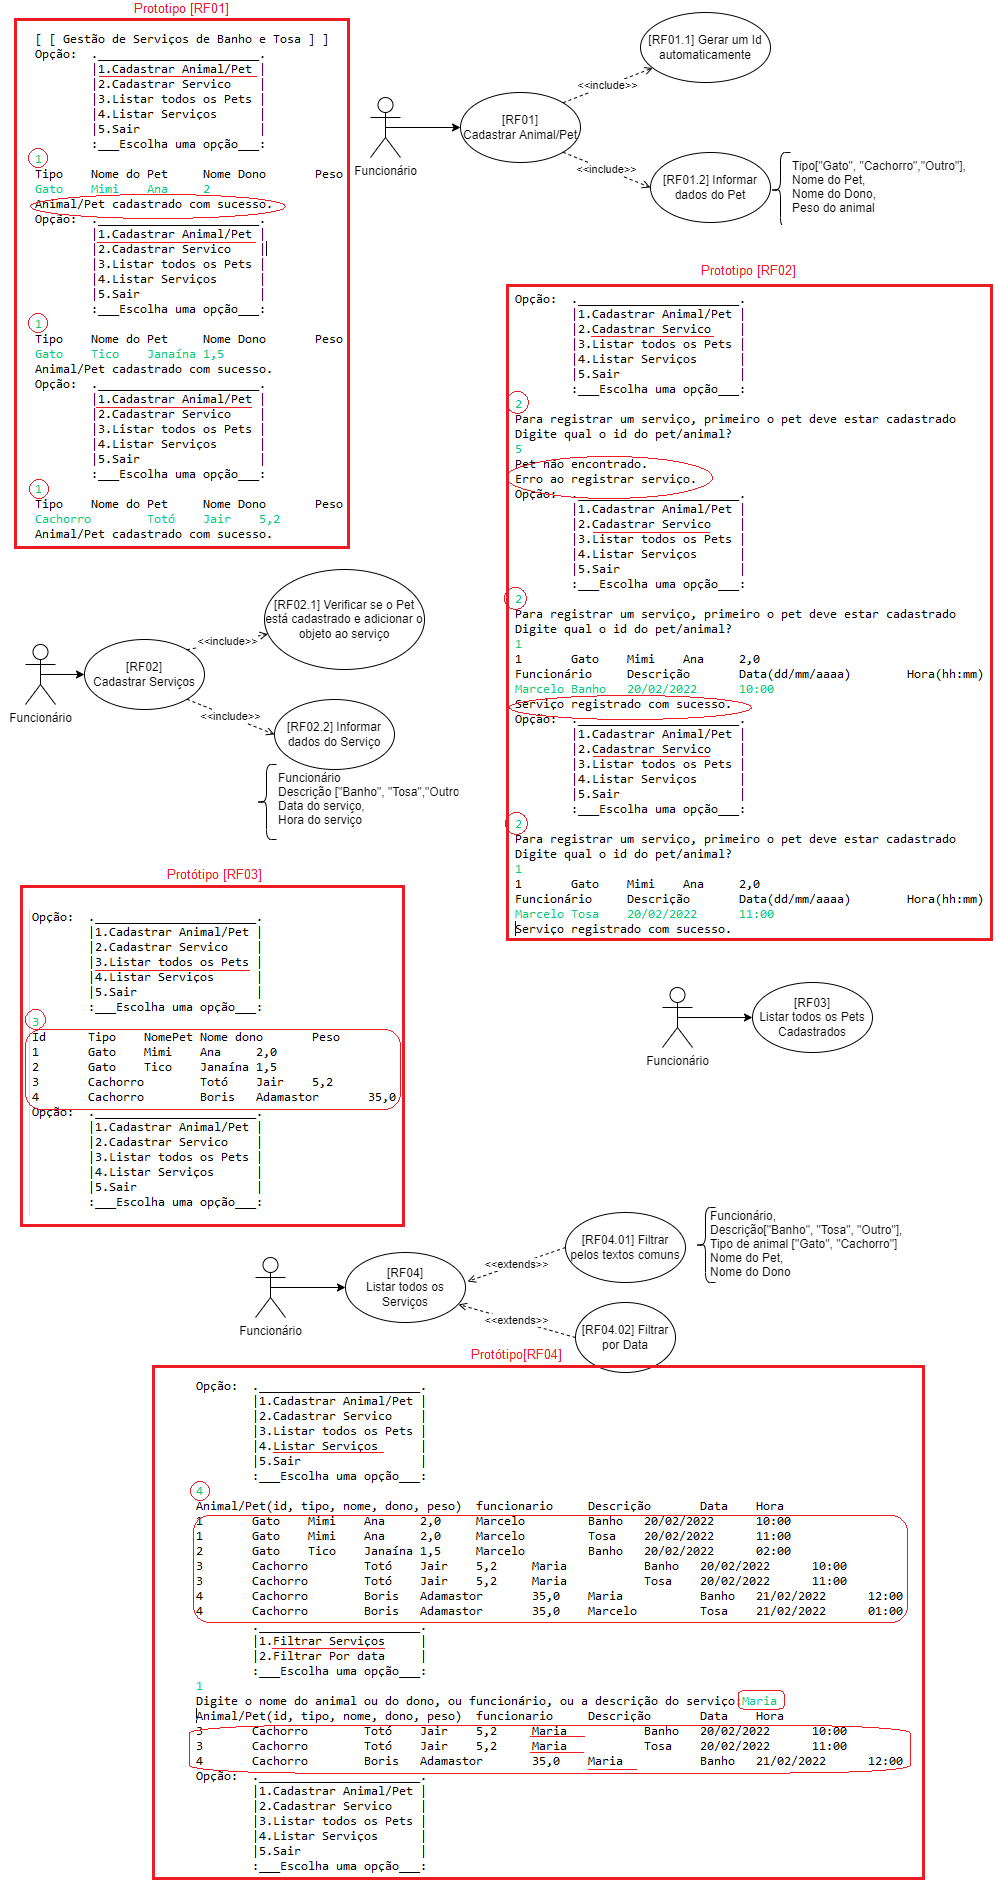 Prototipo [RF01]
[ [ Gestão de Serviços de Banho e Tosa ] ]
Opção: .______________________.
|1.Cadastrar Animal/Pet |
|2.Cadastrar Servico |
|3.Listar todos os Pets |
|4.Listar Serviços |
|5.Sair |
:___Escolha uma opção___:
1
Tipo Nome do Pet Nome Dono Peso
Gato Mimi Ana 2
Animal/Pet cadastrado com sucesso.
Opção: .______________________.
|1.Cadastrar Animal/Pet |
|2.Cadastrar Servico |
|3.Listar todos os Pets |
|4.Listar Serviços |
|5.Sair |
:___Escolha uma opção___:
1
Tipo Nome do Pet Nome Dono Peso
Gato Tico Janaína 1,5
Animal/Pet cadastrado com sucesso.
Opção: .______________________.
|1.Cadastrar Animal/Pet |
|2.Cadastrar Servico |
|3.Listar todos os Pets |
|4.Listar Serviços |
|5.Sair |
:___Escolha uma opção___:
1
Tipo Nome do Pet Nome Dono Peso
Cachorro Totó Jair 5,2
Animal/Pet cadastrado com sucesso.
Funcionário
[RF01]
Cadastrar Animal/Pet
<<include>>
[RF01.1] Gerar um Id
automaticamente
<<include>>
[RF01.2] Informar
dados do Pet
Tipo["Gato", "Cachorro","Outro"],
Nome do Pet,
Nome do Dono,
Peso do animal
Prototipo [RF02]
Opção: .______________________.
|1.Cadastrar Animal/Pet |
|2.Cadastrar Servico |
|3.Listar todos os Pets |
|4.Listar Serviços |
|5.Sair |
:___Escolha uma opção___:
2
Para registrar um serviço, primeiro o pet deve estar cadastrado
Digite qual o id do pet/animal?
5
Pet não encontrado.
Erro ao registrar serviço.
Opção: .______________________.
|1.Cadastrar Animal/Pet |
|2.Cadastrar Servico |
|3.Listar todos os Pets |
|4.Listar Serviços |
|5.Sair |
:___Escolha uma opção___:
2
Para registrar um serviço, primeiro o pet deve estar cadastrado
Digite qual o id do pet/animal?
1
1 Gato Mimi Ana 2,0
Funcionário Descrição Data(dd/mm/aaaa) Hora(hh:mm)
Marcelo Banho 20/02/2022 10:00
Serviço registrado com sucesso.
Opção: .______________________.
|1.Cadastrar Animal/Pet |
|2.Cadastrar Servico |
|3.Listar todos os Pets |
|4.Listar Serviços |
|5.Sair |
:___Escolha uma opção___:
2
Para registrar um serviço, primeiro o pet deve estar cadastrado
Digite qual o id do pet/animal?
1
1 Gato Mimi Ana 2,0
Funcionário Descrição Data(dd/mm/aaaa) Hora(hh:mm)
Marcelo Tosa 20/02/2022 11:00
Serviço registrado com sucesso.
Funcionário
[RF02]
Cadastrar Serviços
<<include>>
[RF02.1] Verificar se o Pet
está cadastrado e adicionar o
objeto ao serviço
<<include>>
[RF02.2] Informar
dados do Serviço
Funcionário
Descrição ["Banho", "Tosa","Outro
Data do serviço,
Hora do serviço
Protótipo [RF03]
Opção: .______________________.
|1.Cadastrar Animal/Pet |
|2.Cadastrar Servico |
|3.Listar todos os Pets |
|4.Listar Serviços |
|5.Sair |
:___Escolha uma opção___:
3
Id Tipo NomePet Nome dono Peso
1 Gato Mimi Ana 2,0
2 Gato Tico Janaína 1,5
3 Cachorro Totó Jair 5,2
4 Cachorro Boris Adamastor 35,0
Opção: .______________________.
|1.Cadastrar Animal/Pet |
|2.Cadastrar Servico |
|3.Listar todos os Pets |
|4.Listar Serviços |
|5.Sair |
:___Escolha uma opção___:
Funcionário
[RF03]
Listar todos os Pets
Cadastrados
Funcionário
[RF04]
Listar todos os
Serviços
<<extends>>
[RF04.01] Filtrar
pelos textos comuns
Funcionário,
Descrição["Banho", "Tosa", "Outro"],
Tipo de animal ["Gato", "Cachorro"]
Nome do Pet,
Nome do Dono
<<extends>>
[RF04.02] Filtrar
por Data
Protótipo[RF04]
Opção: .______________________.
|1.Cadastrar Animal/Pet |
|2.Cadastrar Servico |
|3.Listar todos os Pets |
|4.Listar Serviços |
|5.Sair |
:___Escolha uma opção___:
4
Animal/Pet(id, tipo, nome, dono, peso) funcionario Descrição Data Hora
1 Gato Mimi Ana 2,0 Marcelo Banho 20/02/2022 10:00
1 Gato Mimi Ana 2,0 Marcelo Tosa 20/02/2022 11:00
2 Gato Tico Janaína 1,5 Marcelo Banho 20/02/2022 02:00
3 Cachorro Totó Jair 5,2 Maria Banho 20/02/2022 10:00
3 Cachorro Totó Jair 5,2 Maria Tosa 20/02/2022 11:00
4 Cachorro Boris Adamastor 35,0 Maria Banho 21/02/2022 12:00
4 Cachorro Boris Adamastor 35,0 Marcelo Tosa 21/02/2022 01:00
.______________________.
|1.Filtrar Serviços |
|2.Filtrar Por data |
:___Escolha uma opção___:
1
Digite o nome do animal ou do dono, ou funcionário, ou a descrição do serviço:Maria
Animal/Pet(id, tipo, nome, dono, peso) funcionario Descrição Data Hora
3 Cachorro Totó Jair 5,2 Maria Banho 20/02/2022 10:00
3 Cachorro Totó Jair 5,2 Maria Tosa 20/02/2022 11:00
4 Cachorro Boris Adamastor 35,0 Maria Banho 21/02/2022 12:00
Opção: .______________________.
|1.Cadastrar Animal/Pet |
|2.Cadastrar Servico |
|3.Listar todos os Pets |
|4.Listar Serviços |
|5.Sair |
:___Escolha uma opção___: